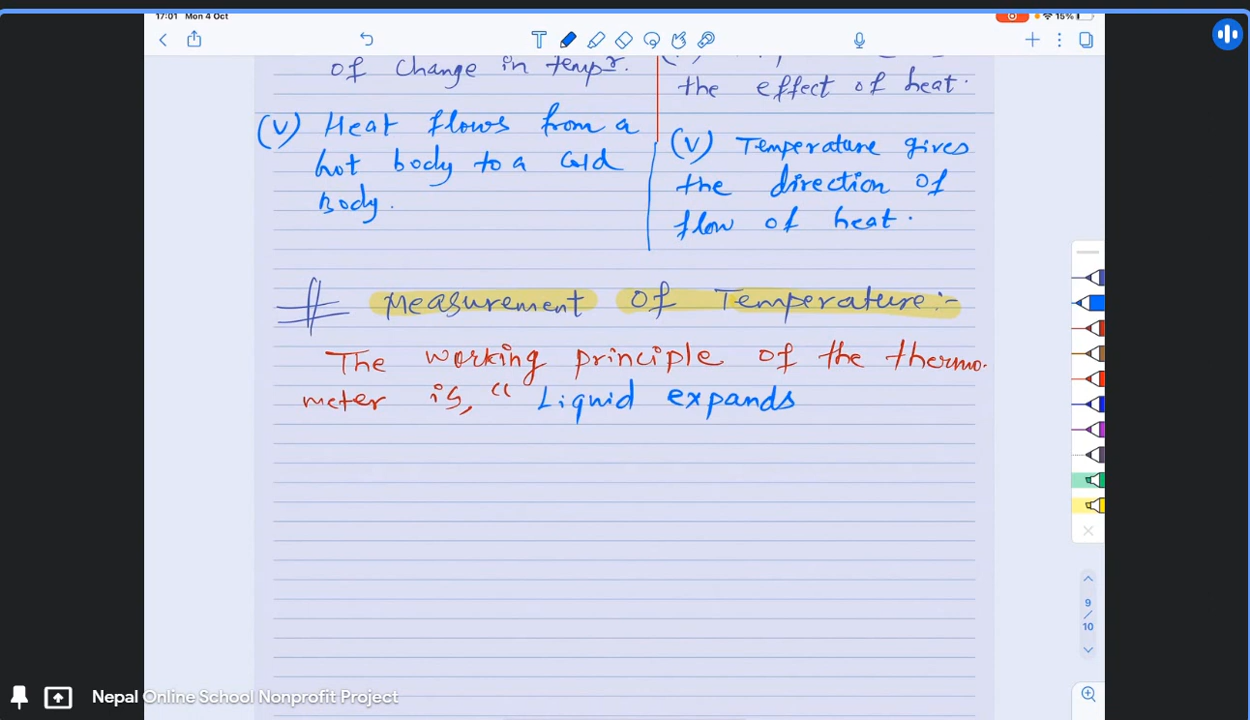 17:01 Mon 4 Oct
15%
of change in tempr.
the effect of heat.
(v) Heat flows from a
hot body to a cold
Body.
(v) Temperature gives
the direction of
flow of heat.
# Measurement of Temperature:-
The working principle of the thermo.
meter is, “ Liquid expands
9
/
10
Nepal Online School Nonprofit Project